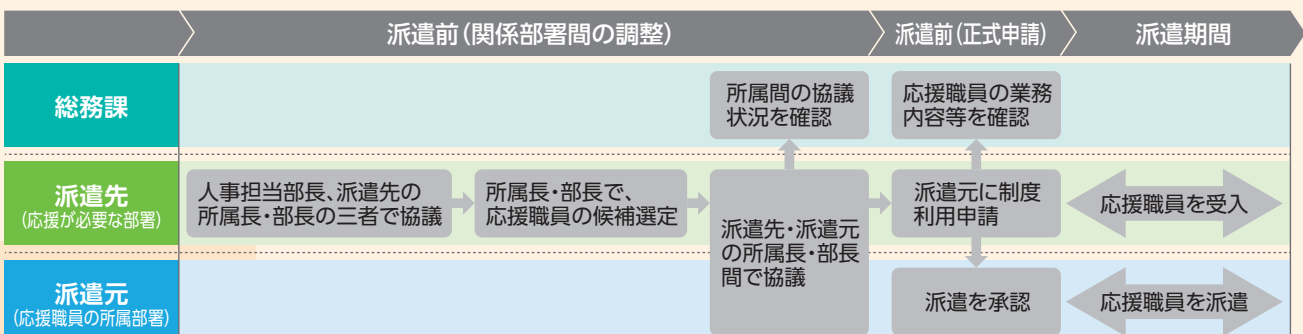 派遣前(関係部署間の調整)
派遣前(正式申請)
派遣期間
総務課
所属間の協議
状況を確認
応援職員の業務
内容等を確認
派遣先
(応援が必要な部署)
人事担当部長、派遣先の
所属長・部長の三者で協議
所属長・部長で、
応援職員の候補選定
派遣先・派遣元
の所属長・部長
間で協議
派遣元に制度
利用申請
応援職員を受入
派遣元
(応援職員の所属部署)
派遣を承認
応援職員を派遣